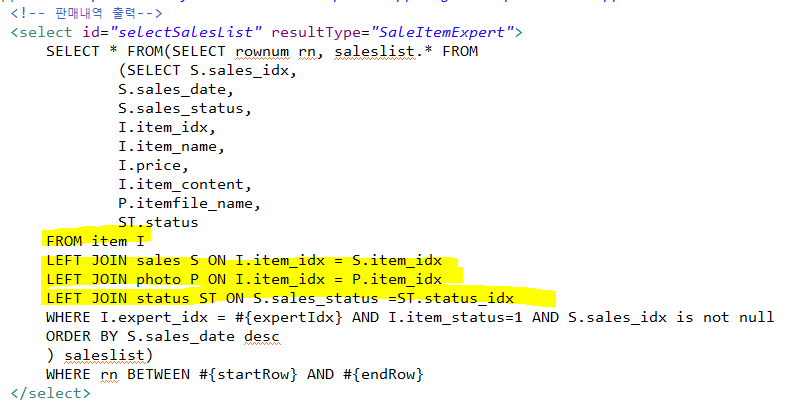 <!-- 판매내역 출력-->
<select id="selectSalesList" resultType="SaleItemExpert">
SELECT * FROM(SELECT rownum rn, saleslist.* FROM
(SELECT S.sales_idx,
S.sales_date,
S.sales_status,
I.item_idx,
I.item_name,
I.price,
I.item_content,
P.itemfile_name,
ST.status
FROM item I
LEFT JOIN sales S ON I.item_idx = S.item_idx
LEFT JOIN photo P ON I.item_idx = P.item_idx
LEFT JOIN status ST ON S.sales_status =ST.status_idx
WHERE I.expert_idx = #{expertIdx} AND I.item_status=1 AND S.sales_idx is not null
ORDER BY S.sales_date desc
) saleslist)
WHERE rn BETWEEN #{startRow} AND #{endRow}
</select>